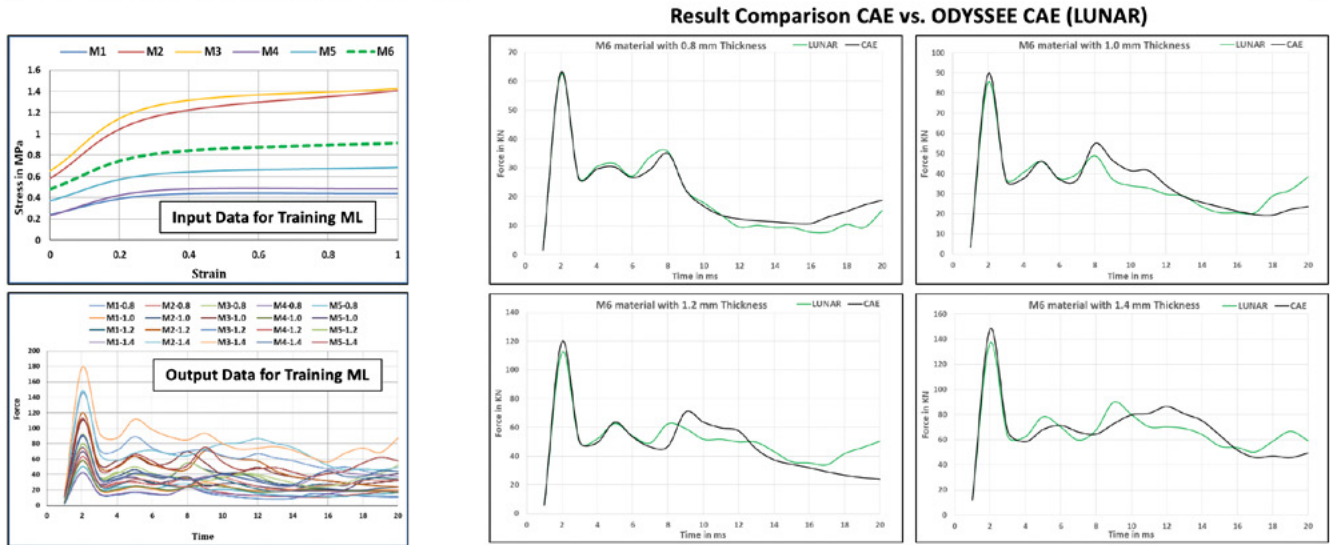 Result Comparison CAE vs. ODYSSEE CAE (LUNAR)
M1 M2 M3 M4 M5 M6
1.6
1.4
1.2
1
0.8
0.6
0.4
0.2
0
Stress in MPa
Input Data for Training ML
0 0.2 0.4 0.6 0.8 1
Strain
M1-0.8 M2-0.8 M3-0.8 M4-0.8 M5-0.8
M1-1.0 M2-1.0 M3-1.0 M4-1.0 M5-1.0
M1-1.2 M2-1.2 M3-1.2 M4-1.2 M5-1.2
M1-1.4 M2-1.4 M3-1.4 M4-1.4 M5-1.4
200
180
160
140
120
100
80
60
40
20
0
Force
Output Data for Training ML
0 2 4 6 8 10 12 14 16 18 20
Time
M6 material with 0.8 mm Thickness LUNAR CAE
70
60
50
40
30
20
10
0
Force in KN
0 2 4 6 8 10 12 14 16 18 20
Time in ms
M6 material with 1.0 mm Thickness LUNAR CAE
100
90
80
70
60
50
40
30
20
10
0
Force in KN
0 2 4 6 8 10 12 14 16 18 20
Time in ms
M6 material with 1.2 mm Thickness LUNAR CAE
140
120
100
80
60
40
20
0
Force in KN
0 2 4 6 8 10 12 14 16 18 20
Time in ms
M6 material with 1.4 mm Thickness LUNAR CAE
160
140
120
100
80
60
40
20
0
Force in KN
0 2 4 6 8 10 12 14 16 18 20
Time in ms